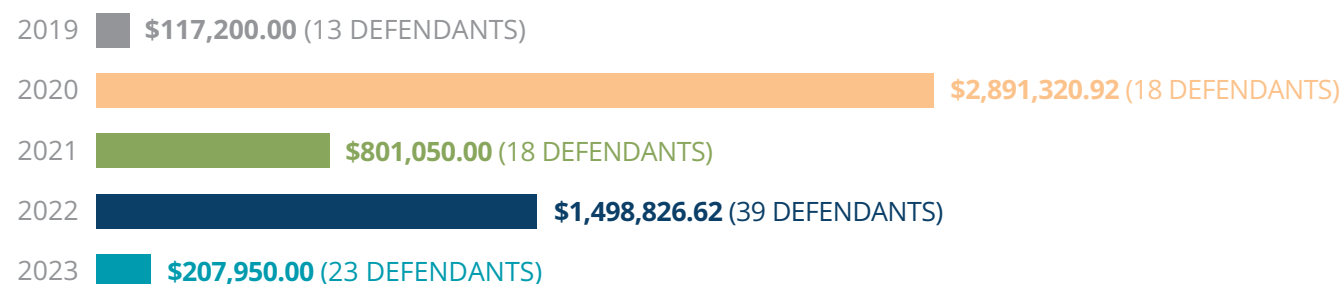 2019 $117,200.00 (13 DEFENDANTS)
2020 $2,891,320.92 (18 DEFENDANTS)
2021 $801,050.00 (18 DEFENDANTS)
2022 $1,498,826.62 (39 DEFENDANTS)
2023 $207,950.00 (23 DEFENDANTS)